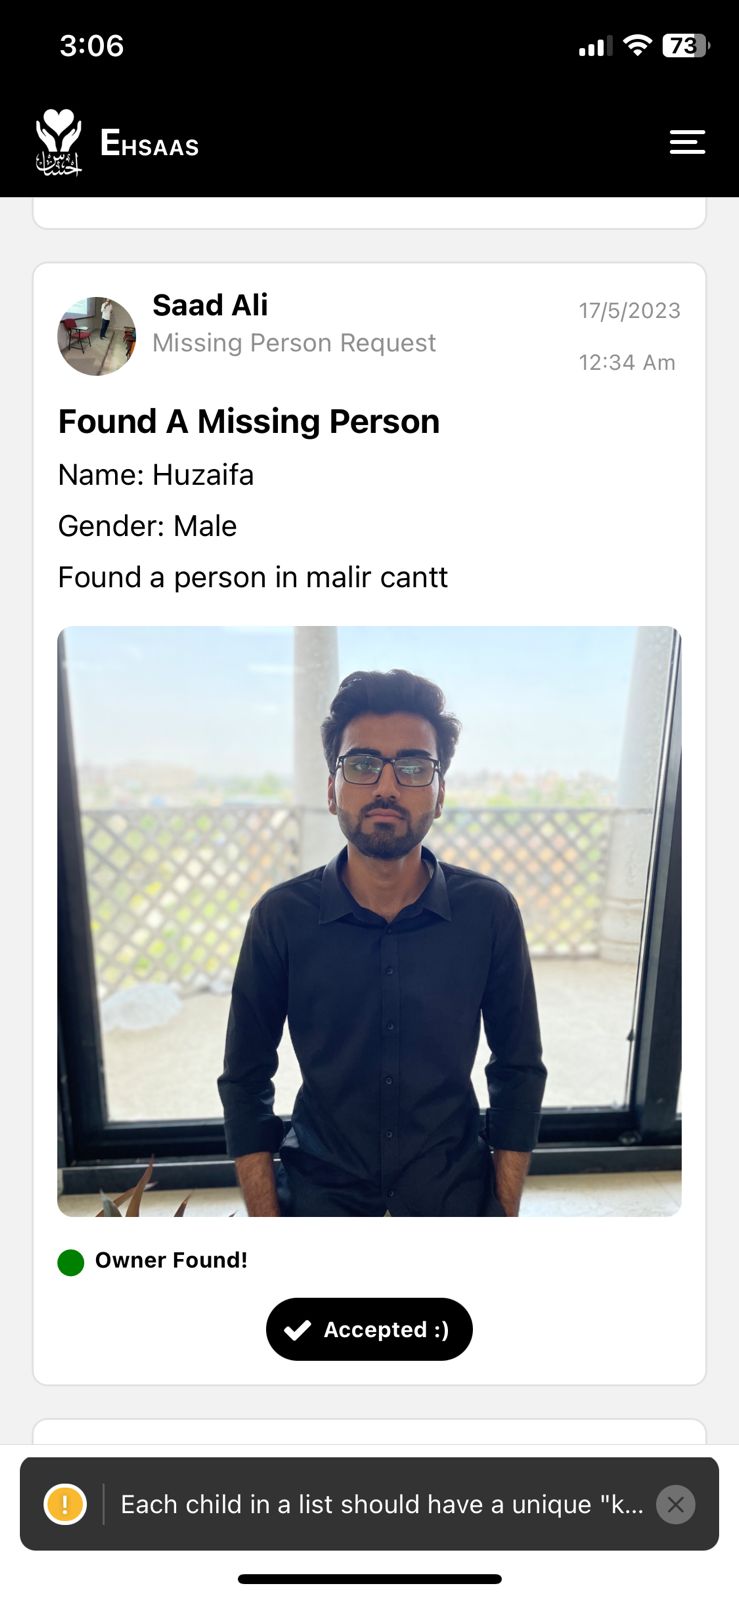 3:06
73
احساس
EHSAAS
Saad Ali
17/5/2023
Missing Person Request
12:34 Am
Found A Missing Person
Name: Huzaifa
Gender: Male
Found a person in malir cantt
Owner Found!
Accepted :)
Each child in a list should have a unique "k...